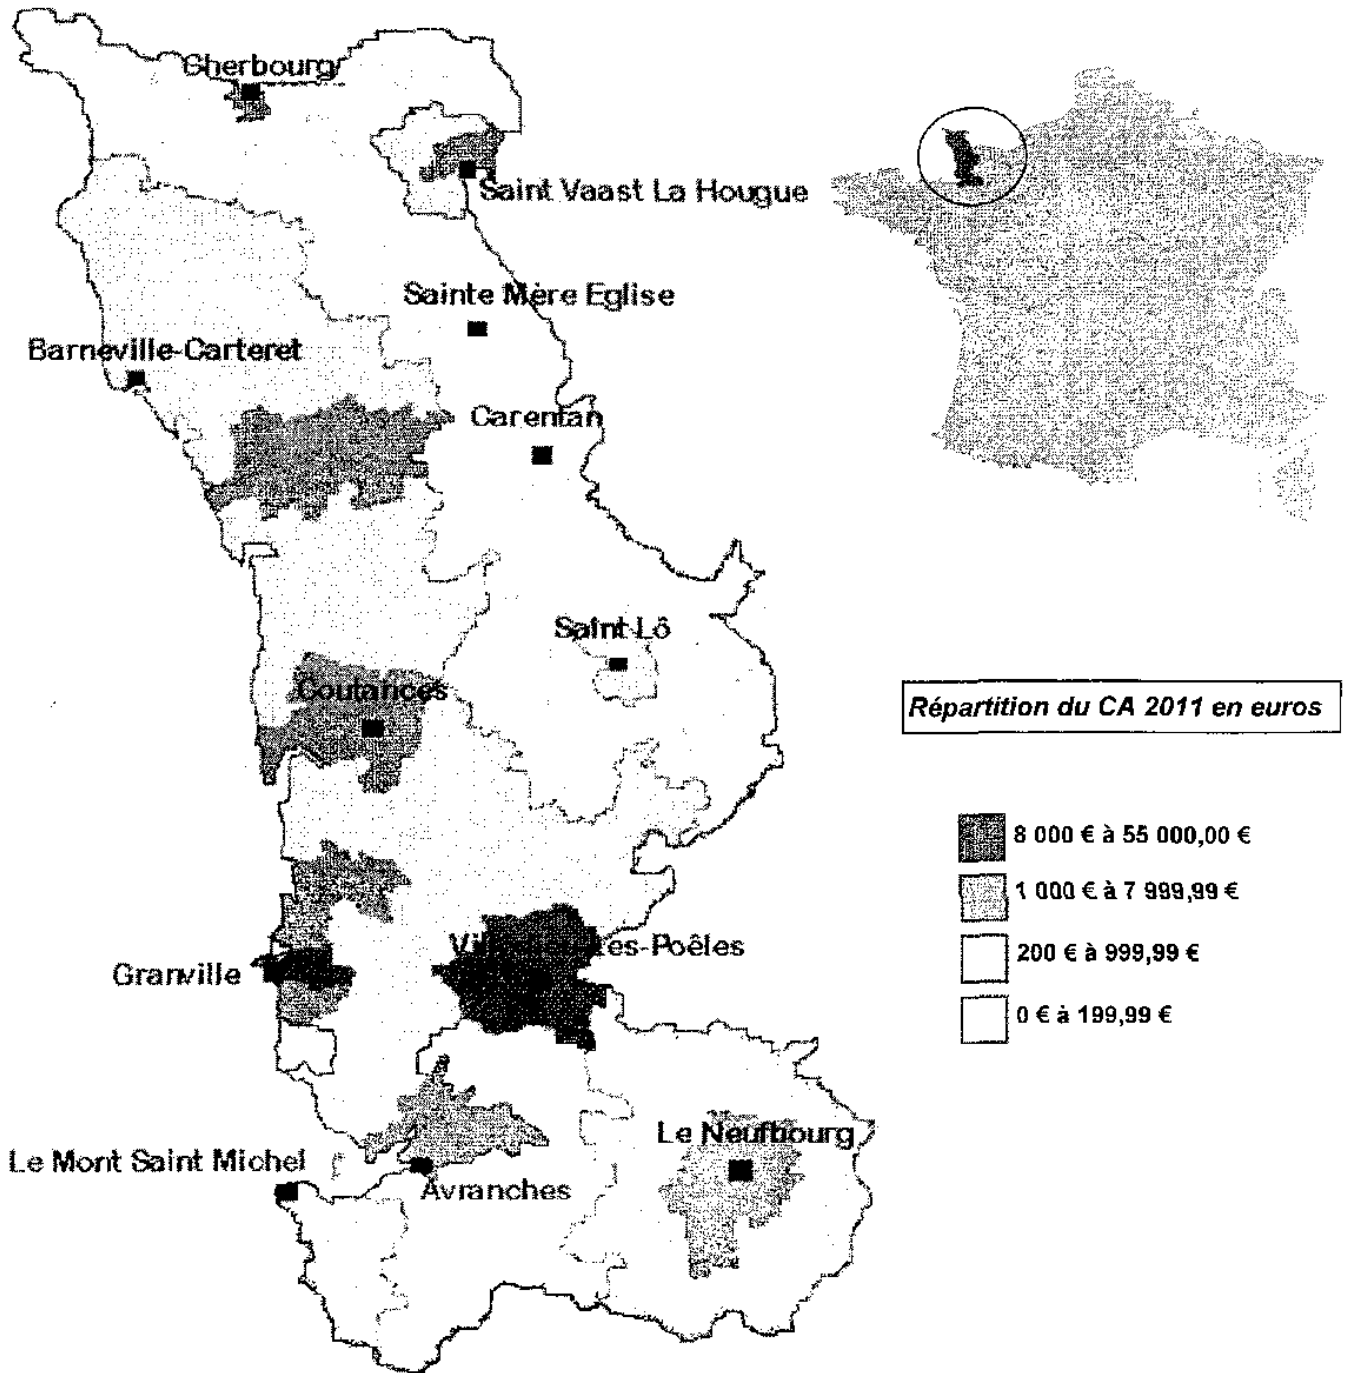 Cherbourg
Saint Vaast La Hougue
Sainte Mère Eglise
Barneville-Carteret
Carentan
Saint-Lô
Coutances
Répartition du CA 2011 en euros
8 000 € à 55 000,00 €
1 000 € à 7 999,99 €
200 € à 999,99 €
0 € à 199,99 €
Les-Poêles
Granville
Le Neufbourg
Le Mont Saint Michel
Avranches